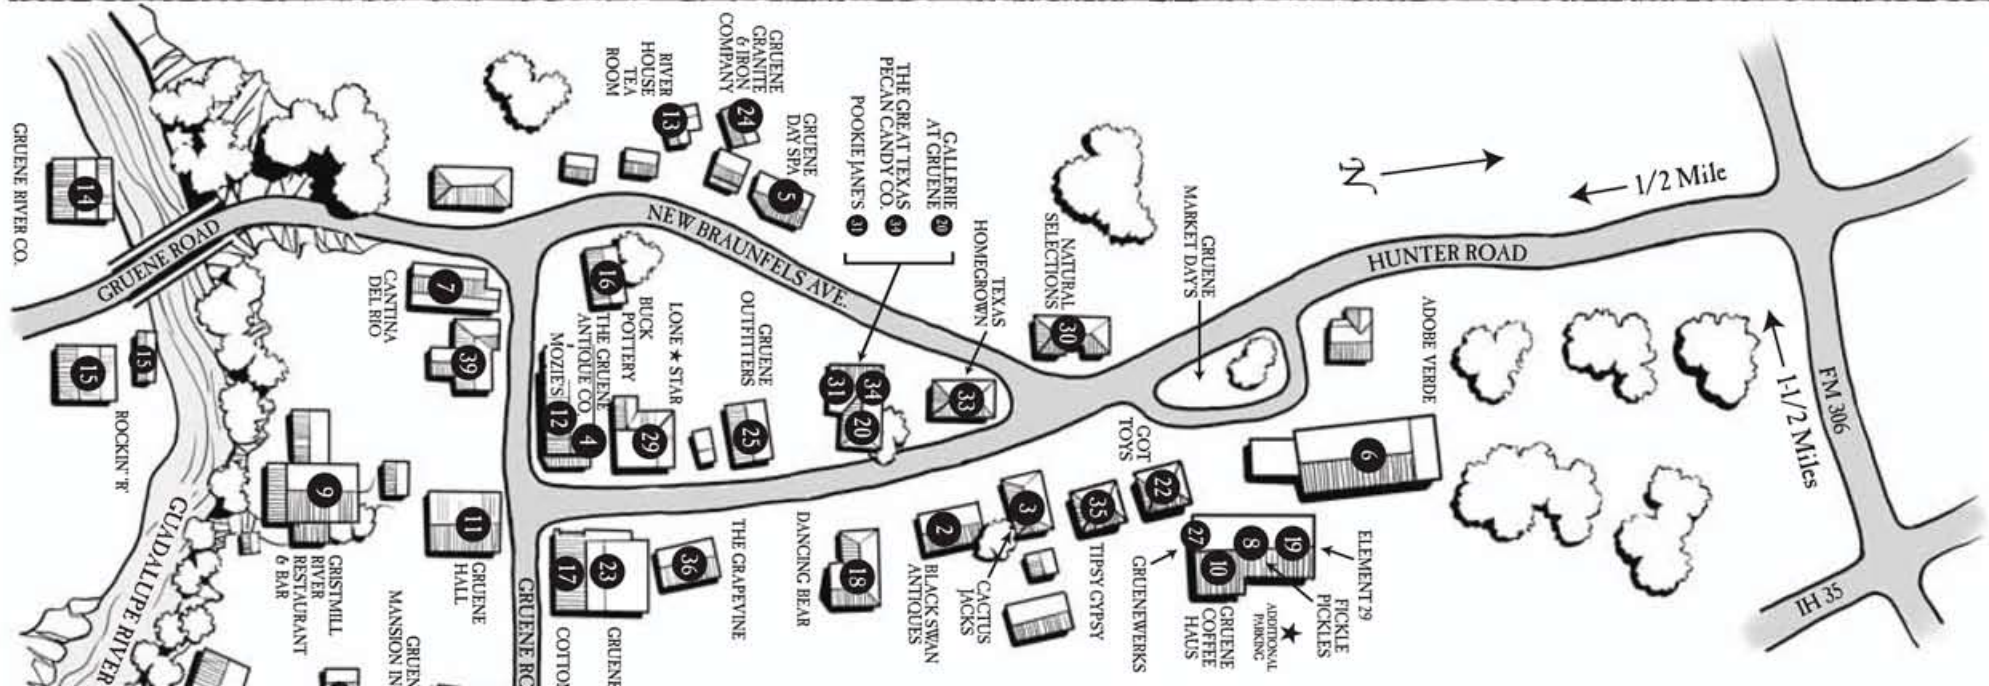 GRUENE RIVER CO.
14
GRUENE ROAD
15
15
ROCKIN' 'R'
GUADALUPE RIVER
CANTINA
DEL RIO
7
39
9
GRISTMILL
RIVER
RESTAURANT
& BAR
11
GRUENE
HALL
MANSION IN
GRUEN
GRUENE
RIVER
HOUSE
TEA
ROOM
13
GRUENE
GRANITE
& IRON
COMPANY
24
GRUENE
DAY SPA
5
NEW BRAUNFELS AVE.
16
BUCK
POTTERY
THE GRUENE
ANTIQUE CO.
MOZIE'S
12
4
LONE ★ STAR
29
GRUENE
OUTFITTERS
25
GALLERIE
AT GRUENE 20
THE GREAT TEXAS
PECAN CANDY CO. 34
POOKIE JANE'S 31
31
34
20
TEXAS
HOMEGROWN
33
NATURAL
SELECTIONS
30
GRUENE
MARKET DAY'S
N
1/2 Mile
HUNTER ROAD
ADOBE VERDE
6
FM 306
1-1/2 Miles
IH 35
GOT
TOYS
22
35
TIPSY GYPSY
3
CACTUS
JACKS
2
BLACK SWAN
ANTIQUES
DANCING BEAR
18
THE GRAPEVINE
36
17
23
COTTO
GRUENE
GRUENEWERKS
27
8
19
10
ELEMENT 29
FICKLE
PICKLES
★
ADDITIONAL
PARKING
GRUENE
COFFEE
HAUS